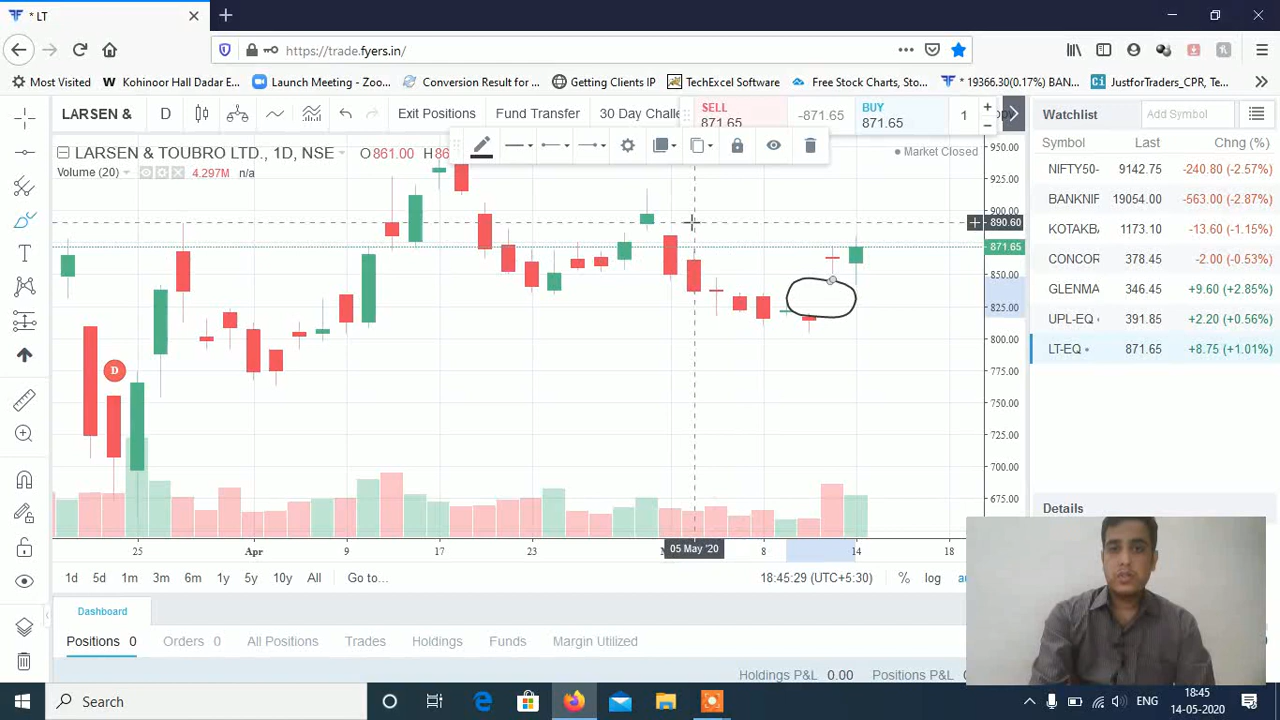 * LT
https://trade.fyers.in/
Most Visited
Kohinoor Hall Dadar E...
Launch Meeting - Zoo...
Conversion Result for ...
Getting Clients IP
TechExcel Software
Free Stock Charts, Sto...
* 19366.30(0.17%) BAN...
JustforTraders_CPR, Te...
LARSEN &
D
Exit Positions
Fund Transfer
30 Day Challe
SELL
871.65
-871.65
BUY
871.65
1
Watchlist
Add Symbol
LARSEN & TOUBRO LTD., 1D, NSE
O 861.00 H 86
Market Closed
Volume (20)
4.297M n/a
Symbol Last Chng (%)
NIFTY50- 9142.75 -240.80 (-2.57%)
BANKNIF 19054.00 -563.00 (-2.87%)
KOTAKBA 1173.10 -13.60 (-1.15%)
CONCOR 378.45 -2.00 (-0.53%)
GLENMA 346.45 +9.60 (+2.85%)
UPL-EQ 391.85 +2.20 (+0.56%)
LT-EQ 871.65 +8.75 (+1.01%)
950.00
925.00
900.00
890.60
871.65
850.00
825.00
800.00
775.00
750.00
725.00
700.00
675.00
D
25 Apr 9 17 23 05 May '20 8 14 18
1d 5d 1m 3m 6m 1y 5y 10y All Go to...
18:45:29 (UTC+5:30) % log
Details
Dashboard
Positions 0 Orders 0 All Positions Trades Holdings Funds Margin Utilized
Holdings P&L 0.00 Positions P&L
Search
ENG
18:45
14-05-2020